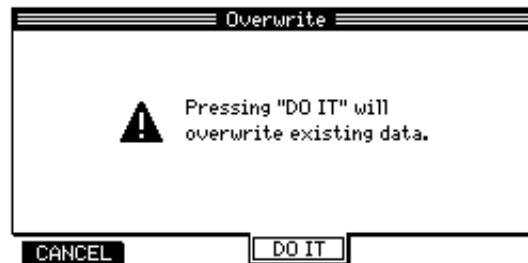 Overwrite
Pressing "DO IT" will
overwrite existing data.
CANCEL
DO IT